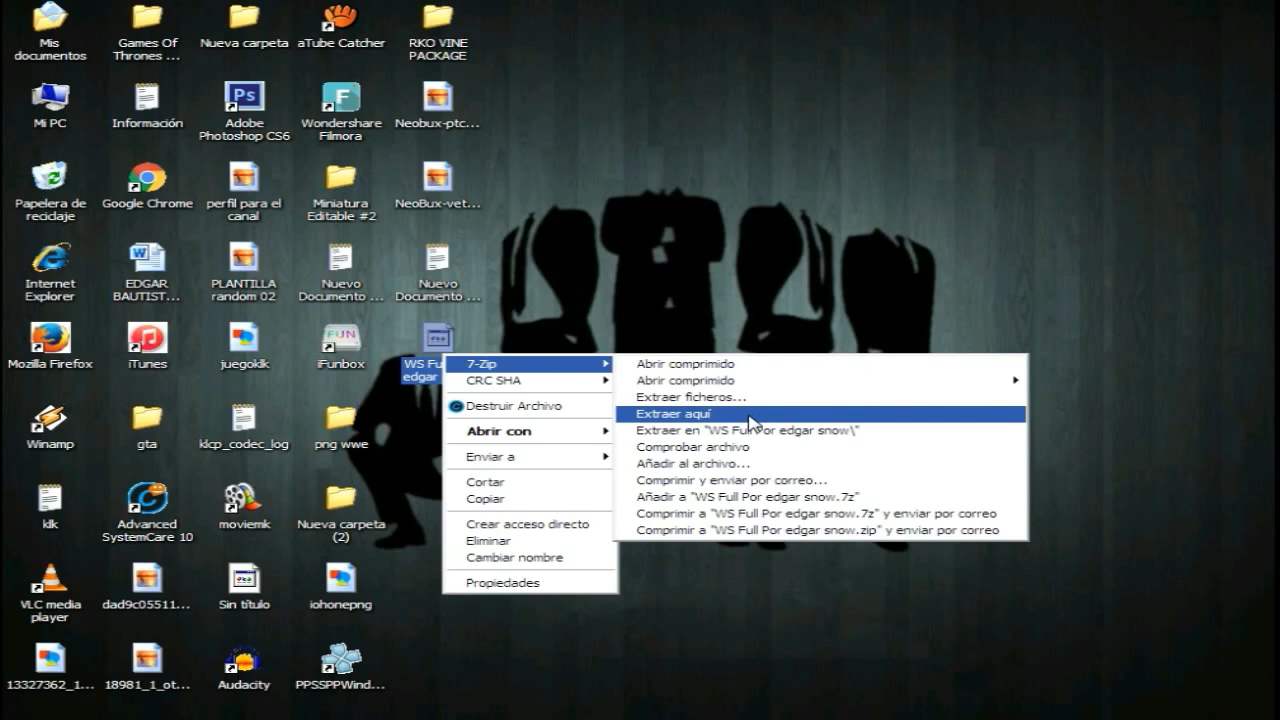 Mis
documentos
Games Of
Thrones ...
Nueva carpeta
aTube Catcher
RKO VINE
PACKAGE
Mi PC
Información
Ps
Adobe
Photoshop CS6
F
Wondershare
Filmora
Neobux-ptc...
Papelera de
reciclaje
Google Chrome
perfil para el
canal
Miniatura
Editable #2
NeoBux-vet...
Internet
Explorer
W
EDGAR
BAUTIST...
PLANTILLA
random 02
Nuevo
Documento ...
Nuevo
Documento ...
Mozilla Firefox
iTunes
juegoklk
FUN
iFunbox
WS Fu
edgar
Winamp
gta
klcp_codec_log
png wwe
klk
Advanced
SystemCare 10
moviemk
Nueva carpeta
(2)
VLC media
player
dad9c05511...
Sin título
iohonepng
13327362_1...
18981_1_ot...
Audacity
PPSSPPWind...
7-Zip
CRC SHA
Destruir Archivo
Abrir con
Enviar a
Cortar
Copiar
Crear acceso directo
Eliminar
Cambiar nombre
Propiedades
Abrir comprimido
Abrir comprimido
Extraer ficheros...
Extraer aquí
Extraer en "WS Full Por edgar snow\"
Comprobar archivo
Añadir al archivo...
Comprimir y enviar por correo...
Añadir a "WS Full Por edgar snow.7z"
Comprimir a "WS Full Por edgar snow.7z" y enviar por correo
Comprimir a "WS Full Por edgar snow.zip" y enviar por correo